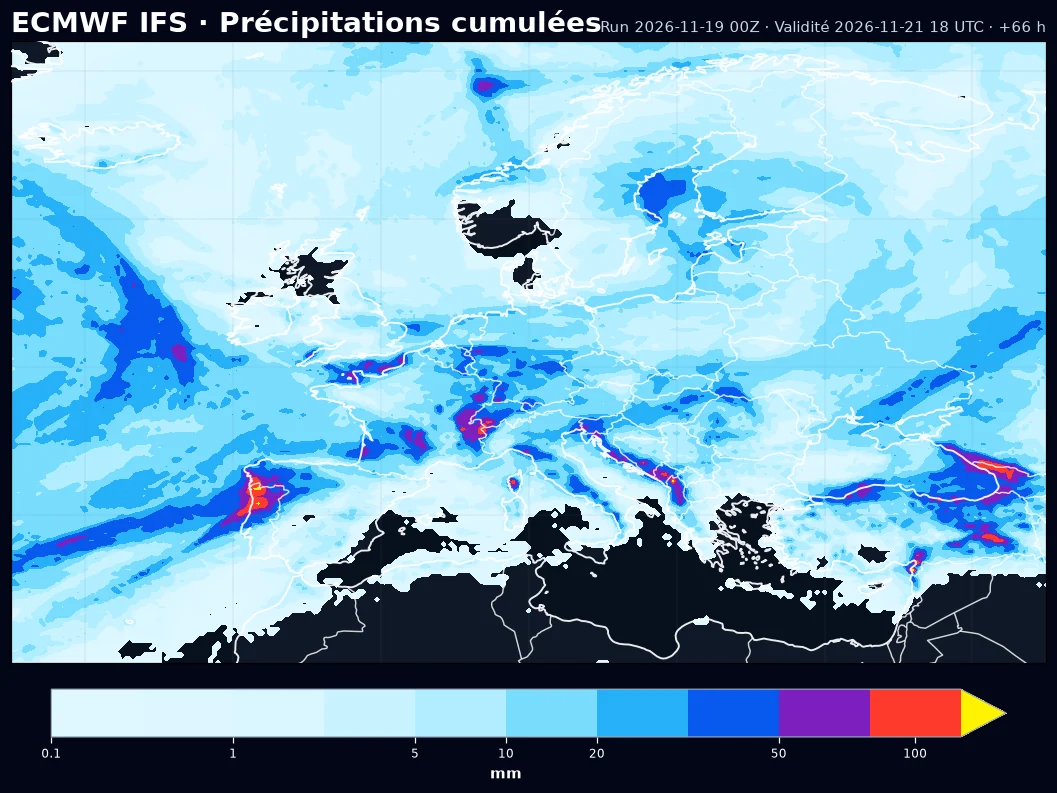 ECMWF IFS · Précipitations cumulées
Run 2026-11-19 00Z · Validité 2026-11-21 18 UTC · +66 h
0.1 1 5 10 20 50 100
mm